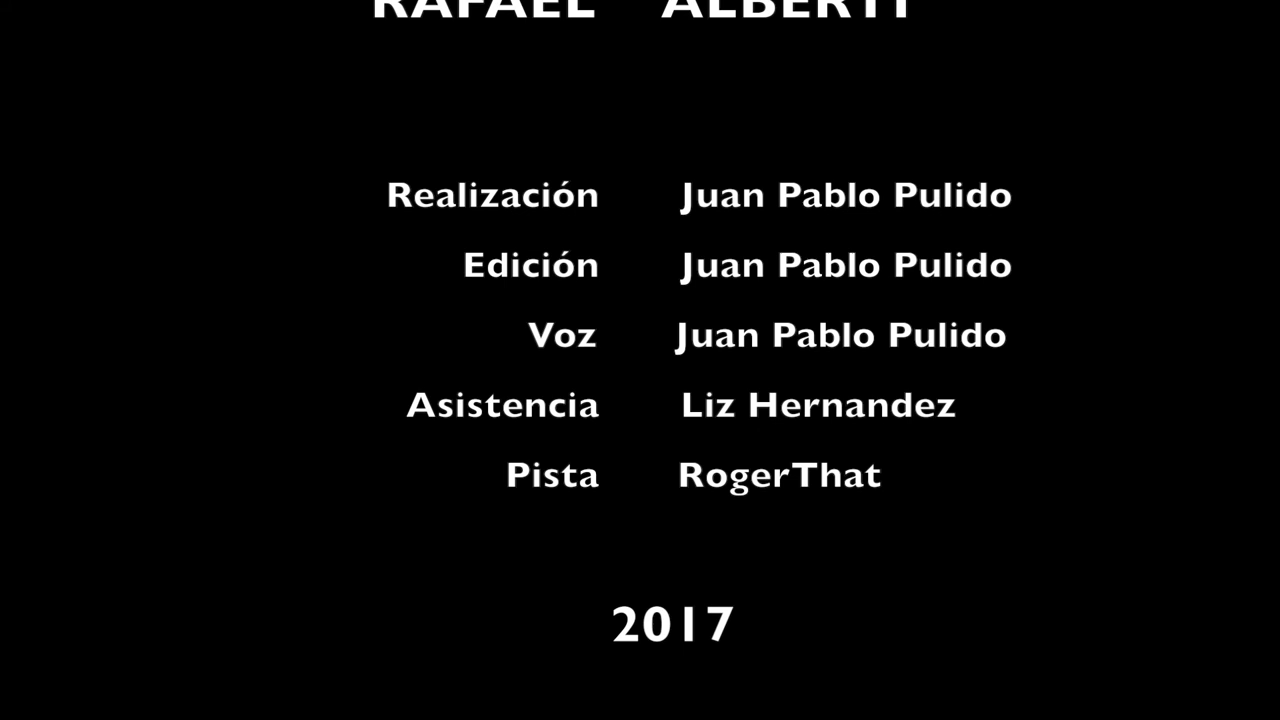 RAFAEL ALBERTI
Realización Juan Pablo Pulido
Edición Juan Pablo Pulido
Voz Juan Pablo Pulido
Asistencia Liz Hernandez
Pista RogerThat
2017